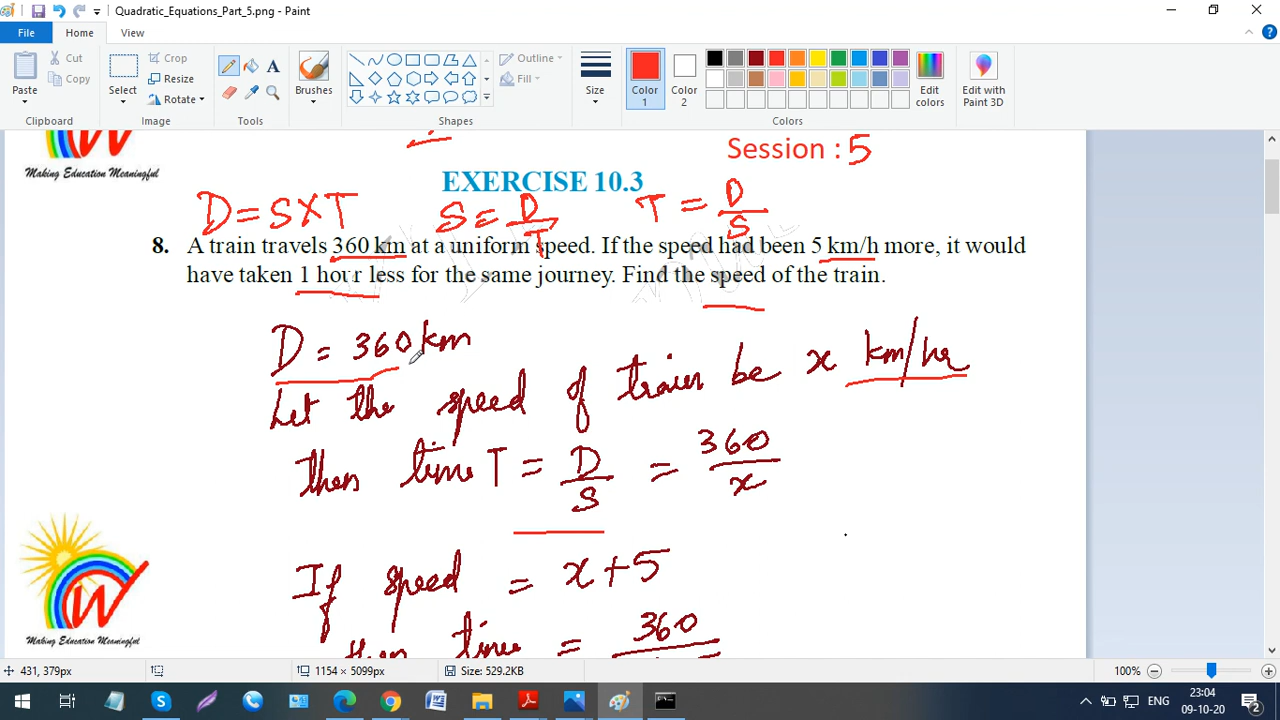 Quadratic_Equations_Part_5.png - Paint
File Home View
Cut
Copy
Paste
Clipboard
Crop
Resize
Rotate
Select
Image
A
Tools
Brushes
Outline
Fill
Shapes
Size
Color 1
Color 2
Edit colors
Edit with Paint 3D
Colors
Making Education Meaningful
Session : 5
EXERCISE 10.3
D = S X T S = D/T T = D/S
8. A train travels 360 km at a uniform speed. If the speed had been 5 km/h more, it would
have taken 1 hour less for the same journey. Find the speed of the train.
D = 360 km
Let the speed of train be x km/hr
then time T = D/S = 360/x
If speed = x+5
then time = 360
Making Education Meaningful
431, 379px 1154 × 5099px Size: 529.2KB 100%
ENG 23:04 09-10-20 2